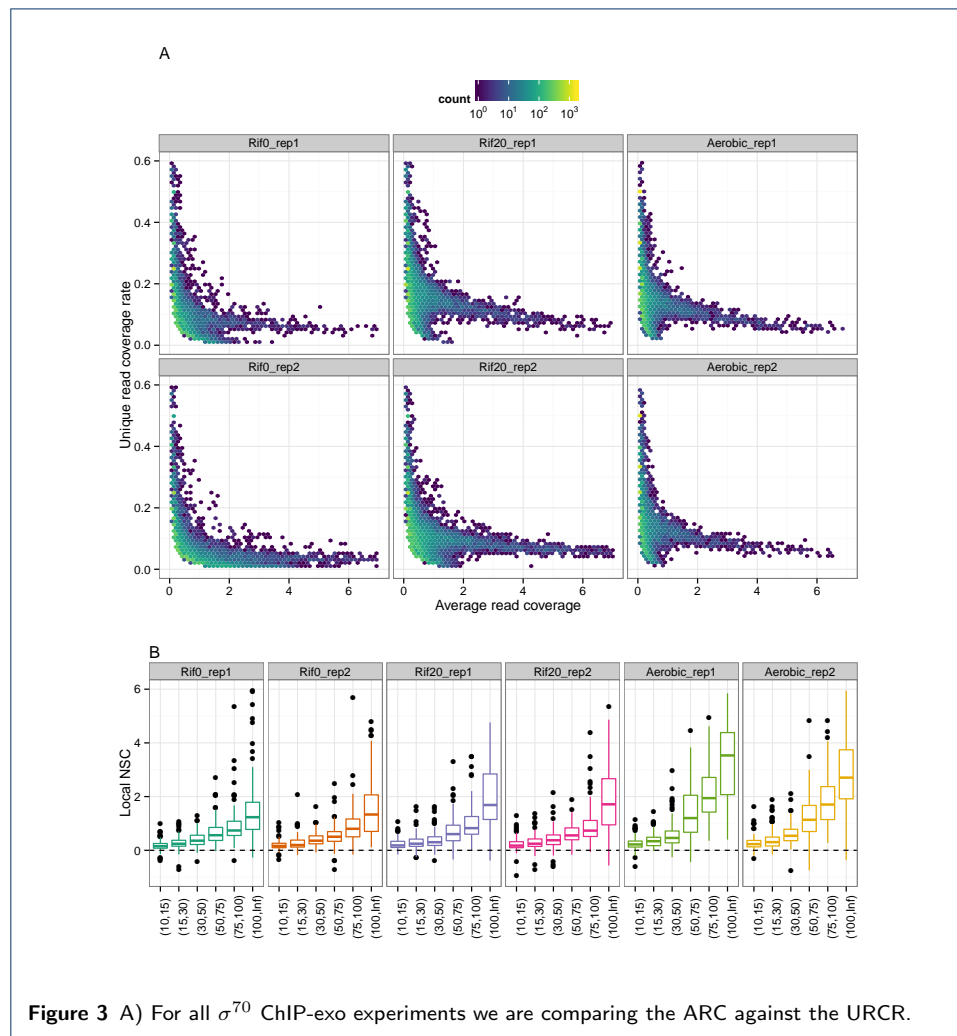 A
count
10⁰ 10¹ 10² 10³
Rif0_rep1 Rif20_rep1 Aerobic_rep1
0.6
0.4
0.2
0.0
Rif0_rep2 Rif20_rep2 Aerobic_rep2
0.6
0.4
0.2
0.0
Unique read coverage rate
0 2 4 6 0 2 4 6 0 2 4 6
Average read coverage
B
Rif0_rep1 Rif0_rep2 Rif20_rep1 Rif20_rep2 Aerobic_rep1 Aerobic_rep2
6
4
2
0
Local NSC
(10,15) (15,30) (30,50) (50,75) (75,100) (100,Inf) (10,15) (15,30) (30,50) (50,75) (75,100) (100,Inf) (10,15) (15,30) (30,50) (50,75) (75,100) (100,Inf) (10,15) (15,30) (30,50) (50,75) (75,100) (100,Inf) (10,15) (15,30) (30,50) (50,75) (75,100) (100,Inf) (10,15) (15,30) (30,50) (50,75) (75,100) (100,Inf)
Figure 3 A) For all σ⁷⁰ ChIP-exo experiments we are comparing the ARC against the URCR.